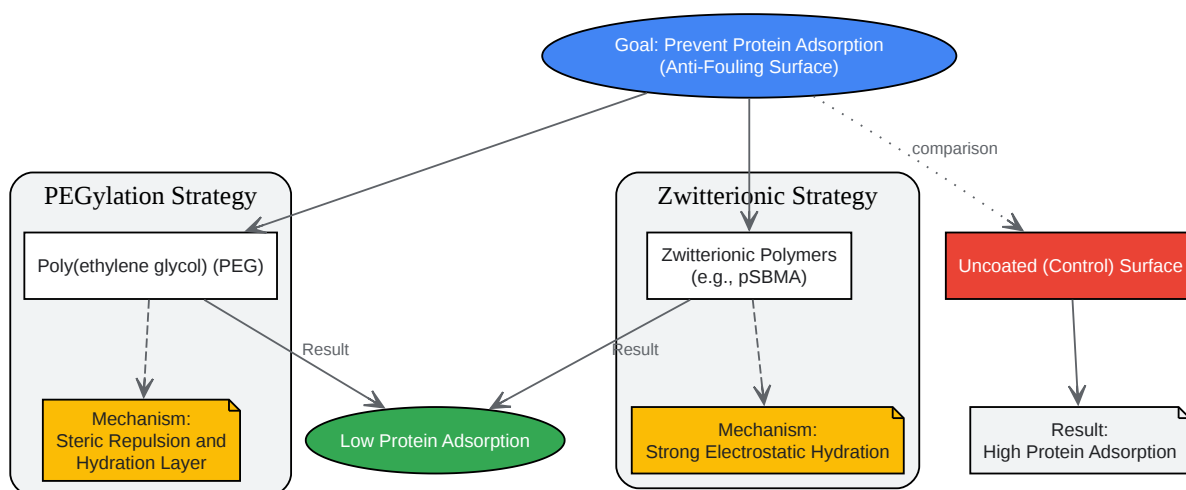 Goal: Prevent Protein Adsorption
(Anti-Fouling Surface)
comparison
PEGylation Strategy
Zwitterionic Strategy
Poly(ethylene glycol) (PEG)
Zwitterionic Polymers
(e.g., pSBMA)
Uncoated (Control) Surface
Result
Result
Mechanism:
Steric Repulsion and
Hydration Layer
Low Protein Adsorption
Mechanism:
Strong Electrostatic Hydration
Result:
High Protein Adsorption